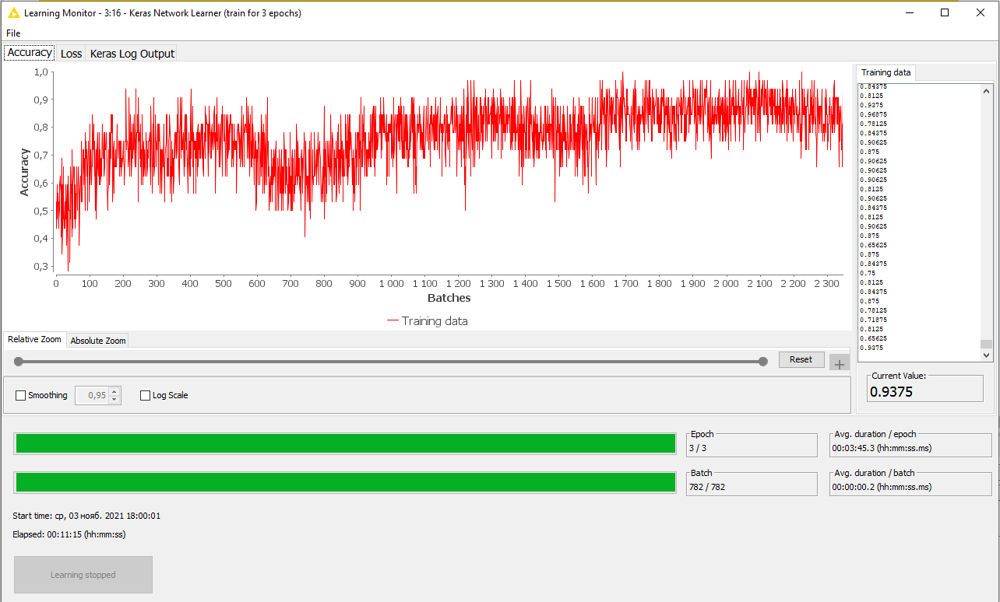 Learning Monitor - 3:16 - Keras Network Learner (train for 3 epochs)
File
Accuracy Loss Keras Log Output
1,0
0,9
0,8
0,7
0,6
0,5
0,4
0,3
Accuracy
0 100 200 300 400 500 600 700 800 900 1 000 1 100 1 200 1 300 1 400 1 500 1 600 1 700 1 800 1 900 2 000 2 100 2 200 2 300
Batches
Training data
Training data
0.84375
0.8125
0.9375
0.96875
0.78125
0.84375
0.90625
0.875
0.90625
0.90625
0.90625
0.8125
0.90625
0.84375
0.8125
0.90625
0.875
0.65625
0.875
0.84375
0.75
0.8125
0.84375
0.875
0.78125
0.71875
0.8125
0.65625
0.9375
Current Value:
0.9375
Relative Zoom Absolute Zoom
Reset +
Smoothing 0,95 Log Scale
Epoch
3 / 3
Avg. duration / epoch
00:03:45.3 (hh:mm:ss.ms)
Batch
782 / 782
Avg. duration / batch
00:00:00.2 (hh:mm:ss.ms)
Start time: ср, 03 нояб. 2021 18:00:01
Elapsed: 00:11:15 (hh:mm:ss)
Learning stopped